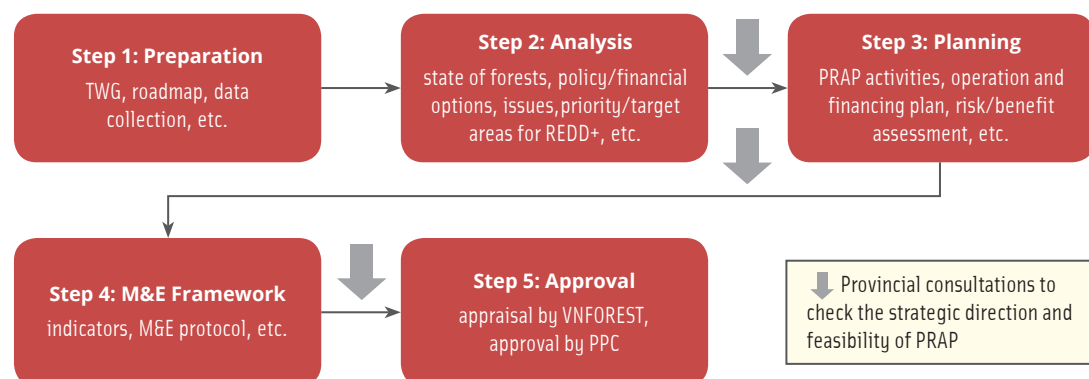 Step 1: Preparation
TWG, roadmap, data
collection, etc.
Step 2: Analysis
state of forests, policy/financial
options, issues,priority/target
areas for REDD+, etc.
Step 3: Planning
PRAP activities, operation and
financing plan, risk/benefit
assessment, etc.
Step 4: M&E Framework
indicators, M&E protocol, etc.
Step 5: Approval
appraisal by VNFOREST,
approval by PPC
Provincial consultations to
check the strategic direction and
feasibility of PRAP